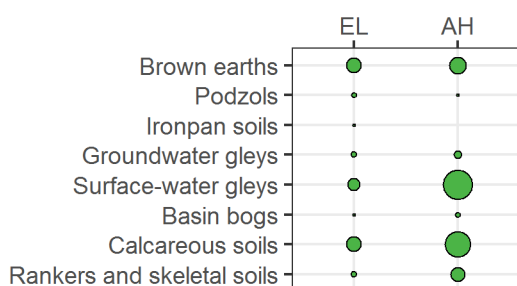 EL AH
Brown earths
Podzols
Ironpan soils
Groundwater gleys
Surface-water gleys
Basin bogs
Calcareous soils
Rankers and skeletal soils